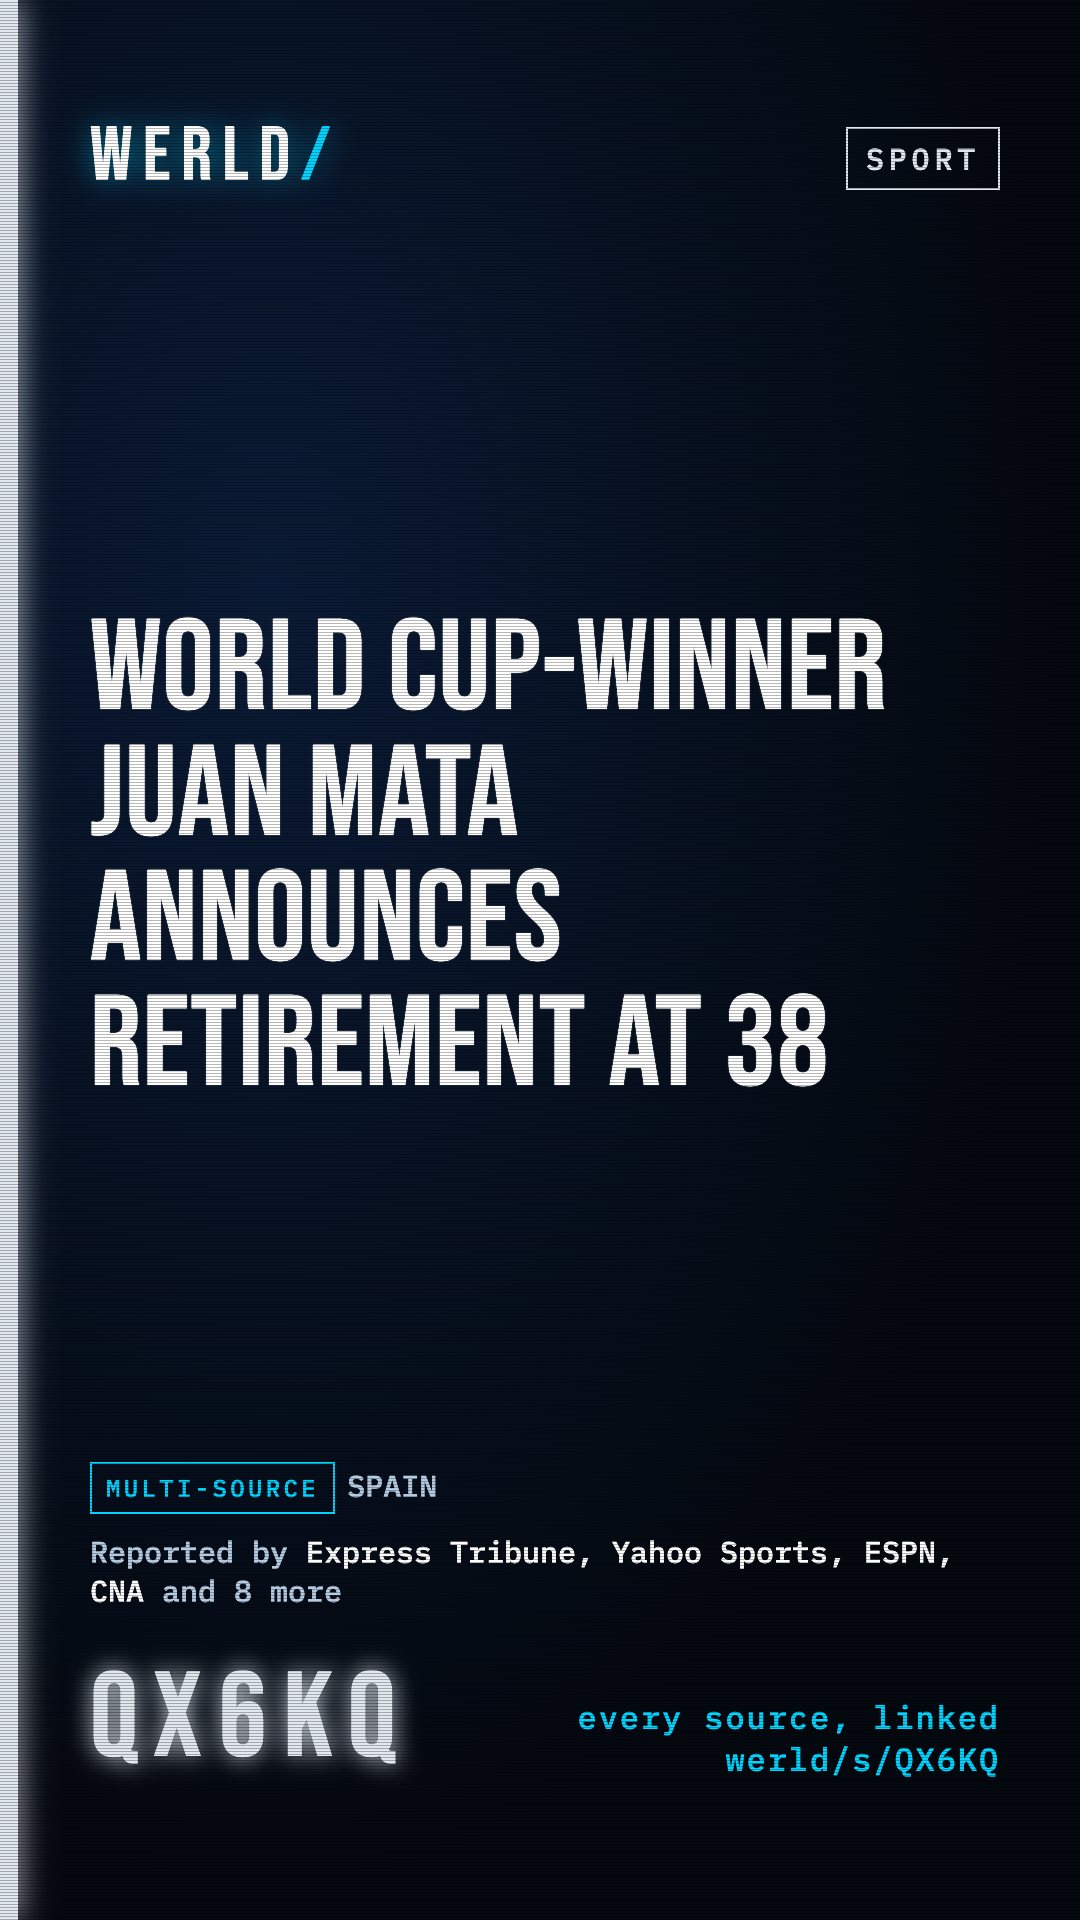 WERLD/
SPORT
WORLD CUP-WINNER
JUAN MATA
ANNOUNCES
RETIREMENT AT 38
MULTI-SOURCE SPAIN
Reported by Express Tribune, Yahoo Sports, ESPN,
CNA and 8 more
QX6KQ
every source, linked
werld/s/QX6KQ